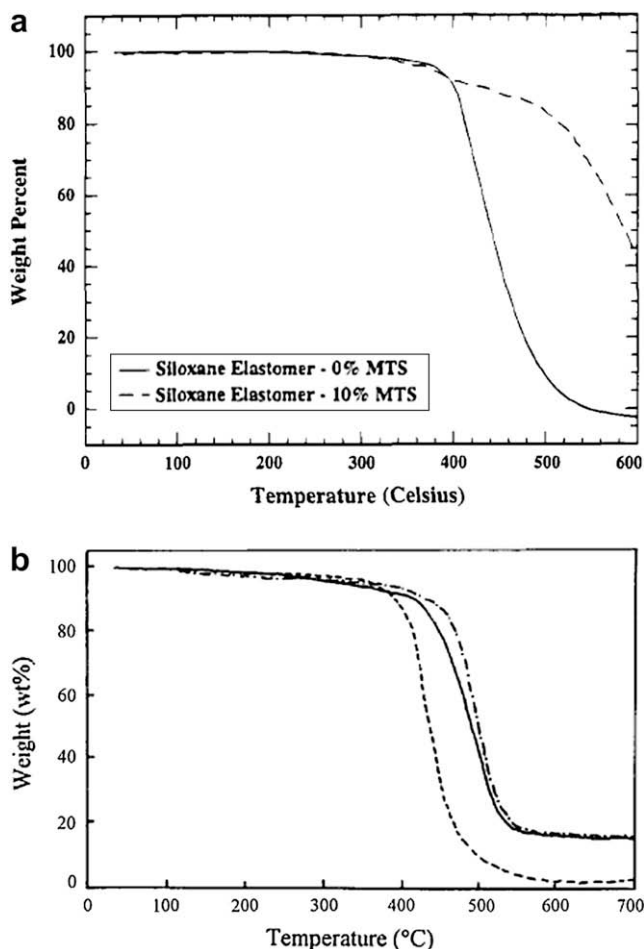 a
100
80
60
40
20
0
Weight Percent
Siloxane Elastomer - 0% MTS
Siloxane Elastomer - 10% MTS
0 100 200 300 400 500 600
Temperature (Celsius)
b
100
80
60
40
20
0
Weight (wt%)
0 100 200 300 400 500 600 700
Temperature (°C)